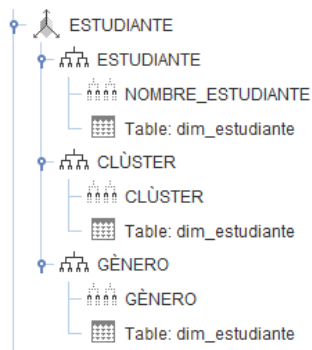 ESTUDIANTE
ESTUDIANTE
NOMBRE_ESTUDIANTE
Table: dim_estudiante
CLÙSTER
CLÙSTER
Table: dim_estudiante
GÈNERO
GÈNERO
Table: dim_estudiante